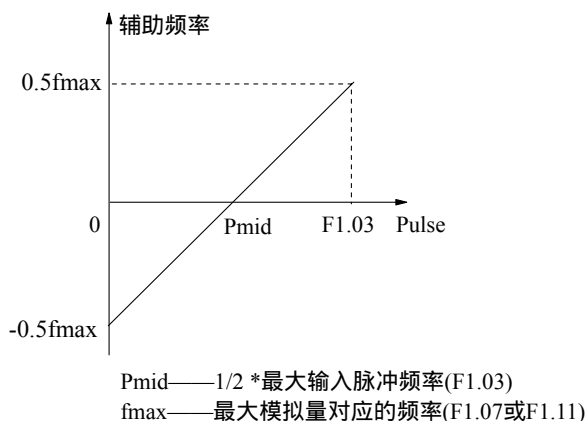 辅助频率
0.5fmax
0
Pmid
F1.03
Pulse
-0.5fmax
Pmid——1/2 *最大输入脉冲频率(F1.03)
fmax——最大模拟量对应的频率(F1.07或F1.11)